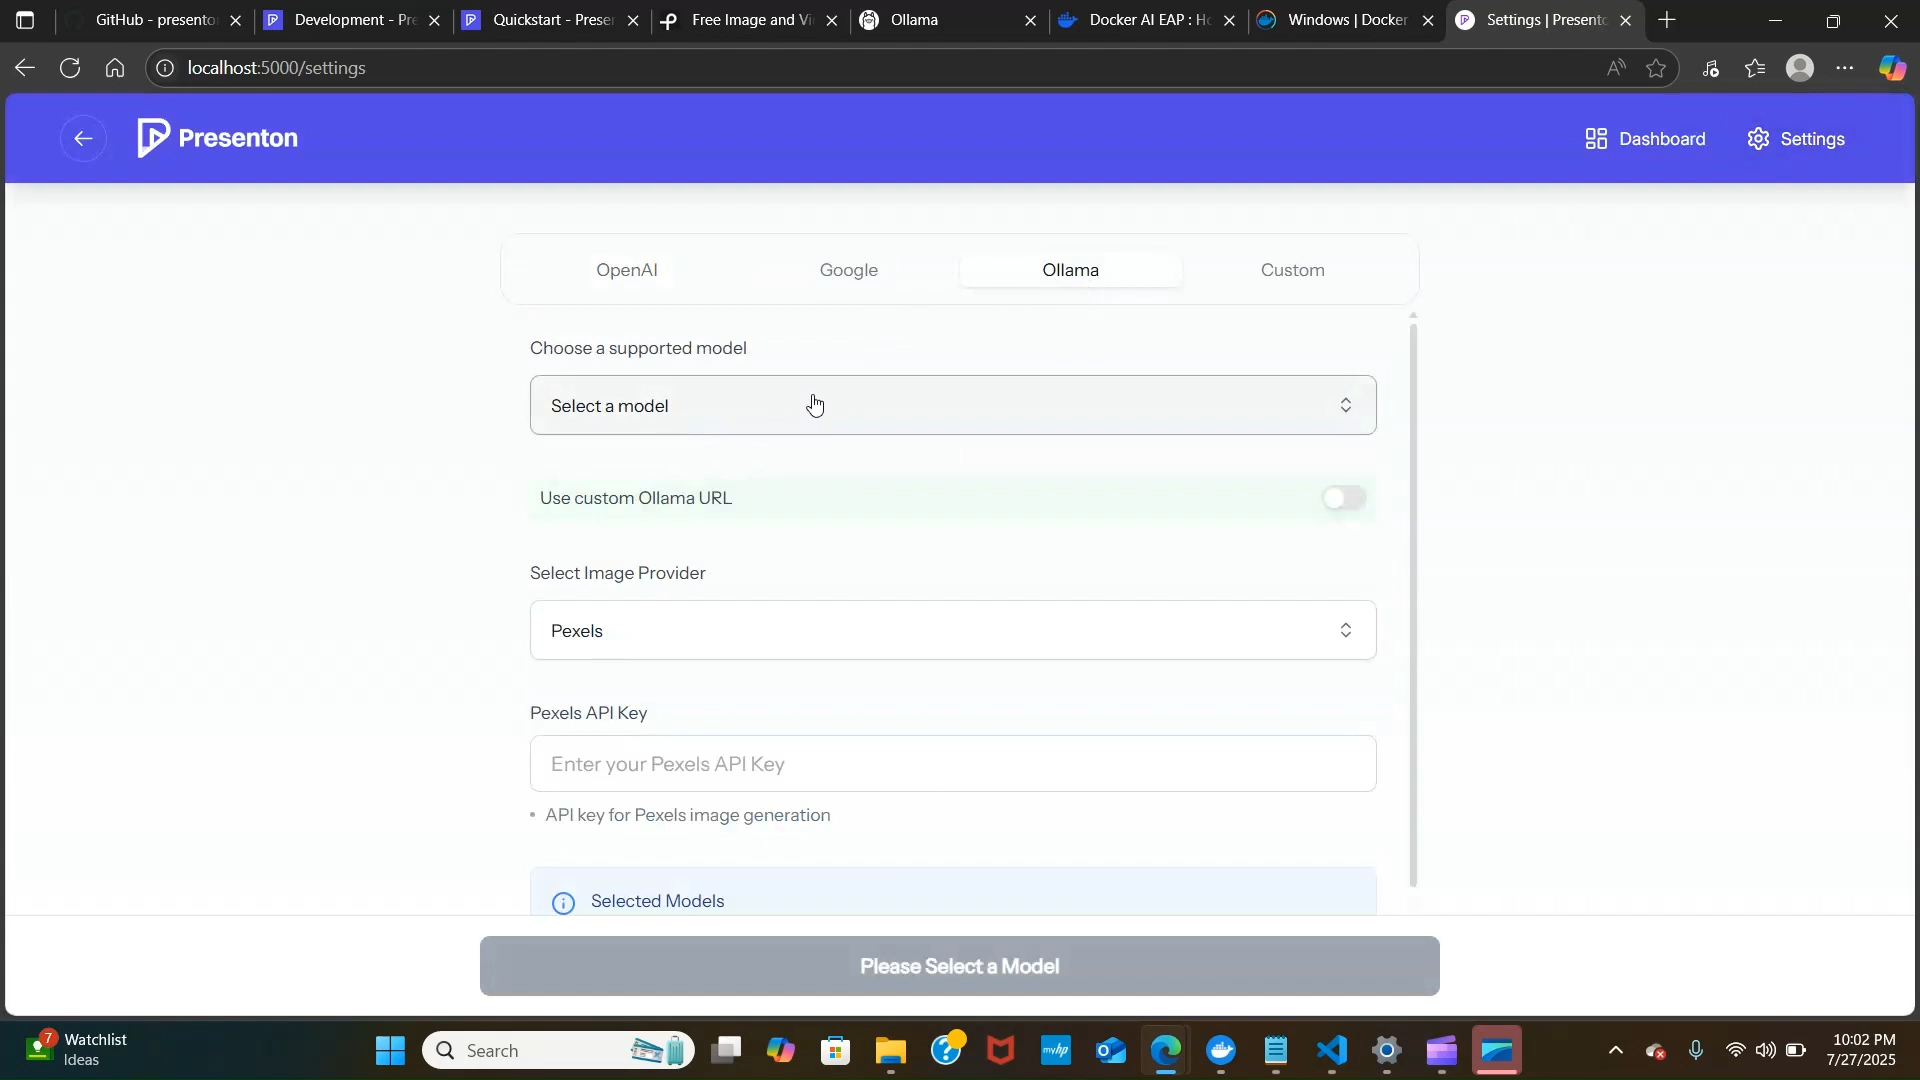 GitHub - presento
Development - Pre
Quickstart - Presen
Free Image and Vi
Ollama
Docker AI EAP : Ho
Windows | Docker
Settings | Presento
localhost:5000/settings
Presenton
Dashboard
Settings
OpenAI
Google
Ollama
Custom
Choose a supported model
Select a model
Use custom Ollama URL
Select Image Provider
Pexels
Pexels API Key
Enter your Pexels API Key
• API key for Pexels image generation
Selected Models
Please Select a Model
7
Watchlist
Ideas
Search
myhp
10:02 PM
7/27/2025